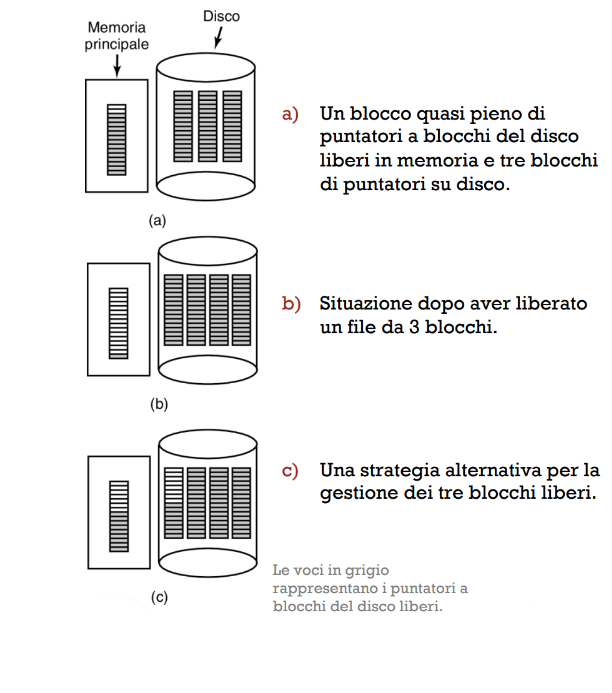 Memoria
principale
Disco
(a)
a) Un blocco quasi pieno di
puntatori a blocchi del disco
liberi in memoria e tre blocchi
di puntatori su disco.
(b)
b) Situazione dopo aver liberato
un file da 3 blocchi.
(c)
c) Una strategia alternativa per la
gestione dei tre blocchi liberi.
Le voci in grigio
rappresentano i puntatori a
blocchi del disco liberi.